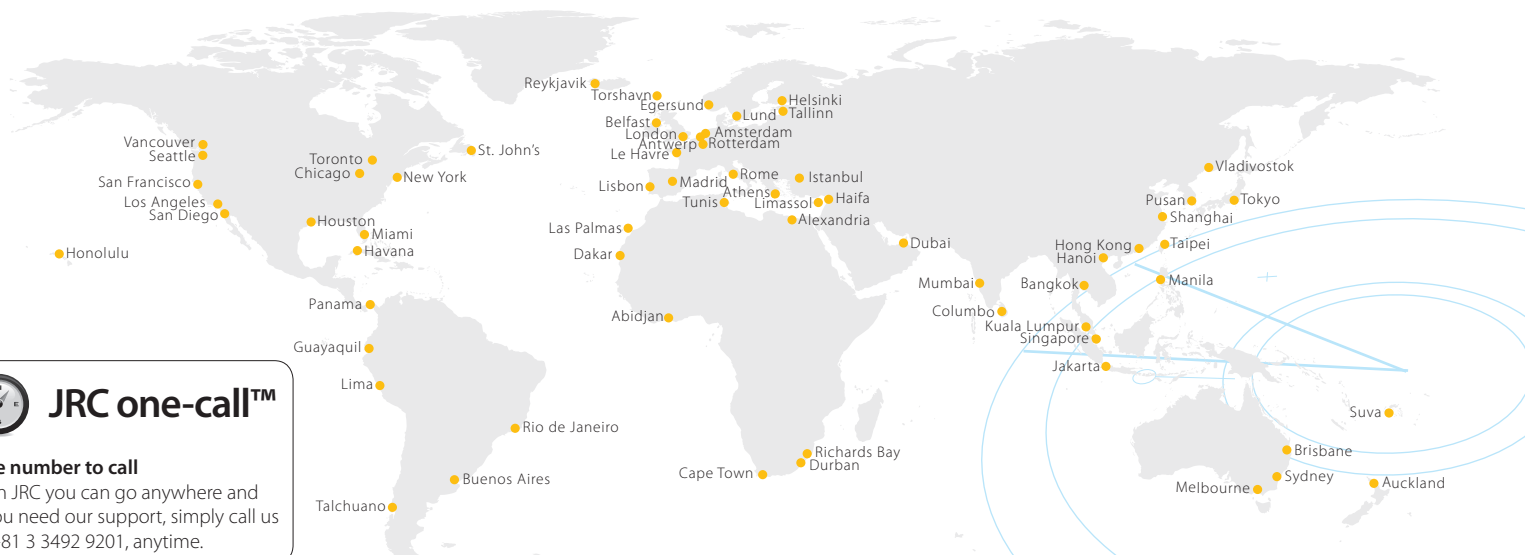 Reykjavik
Torshavn
Egersund
Helsinki
Tallinn
Lund
Belfast
London
Amsterdam
Antwerp
Rotterdam
Le Havre
Vancouver
Seattle
Toronto
Chicago
St. John's
New York
San Francisco
Los Angeles
San Diego
Houston
Miami
Havana
Honolulu
Lisbon
Madrid
Rome
Istanbul
Athens
Tunis
Limassol
Haifa
Alexandria
Las Palmas
Dakar
Dubai
Vladivostok
Pusan
Tokyo
Shanghai
Hong Kong
Taipei
Hanoi
Mumbai
Bangkok
Manila
Columbo
Kuala Lumpur
Singapore
Jakarta
Panama
Abidjan
Guayaquil
Lima
Rio de Janeiro
Buenos Aires
Talchuano
Cape Town
Richards Bay
Durban
Suva
Brisbane
Sydney
Melbourne
Auckland
E
JRC one-call™
number to call
JRC you can go anywhere and
need our support, simply call us
81 3 3492 9201, anytime.